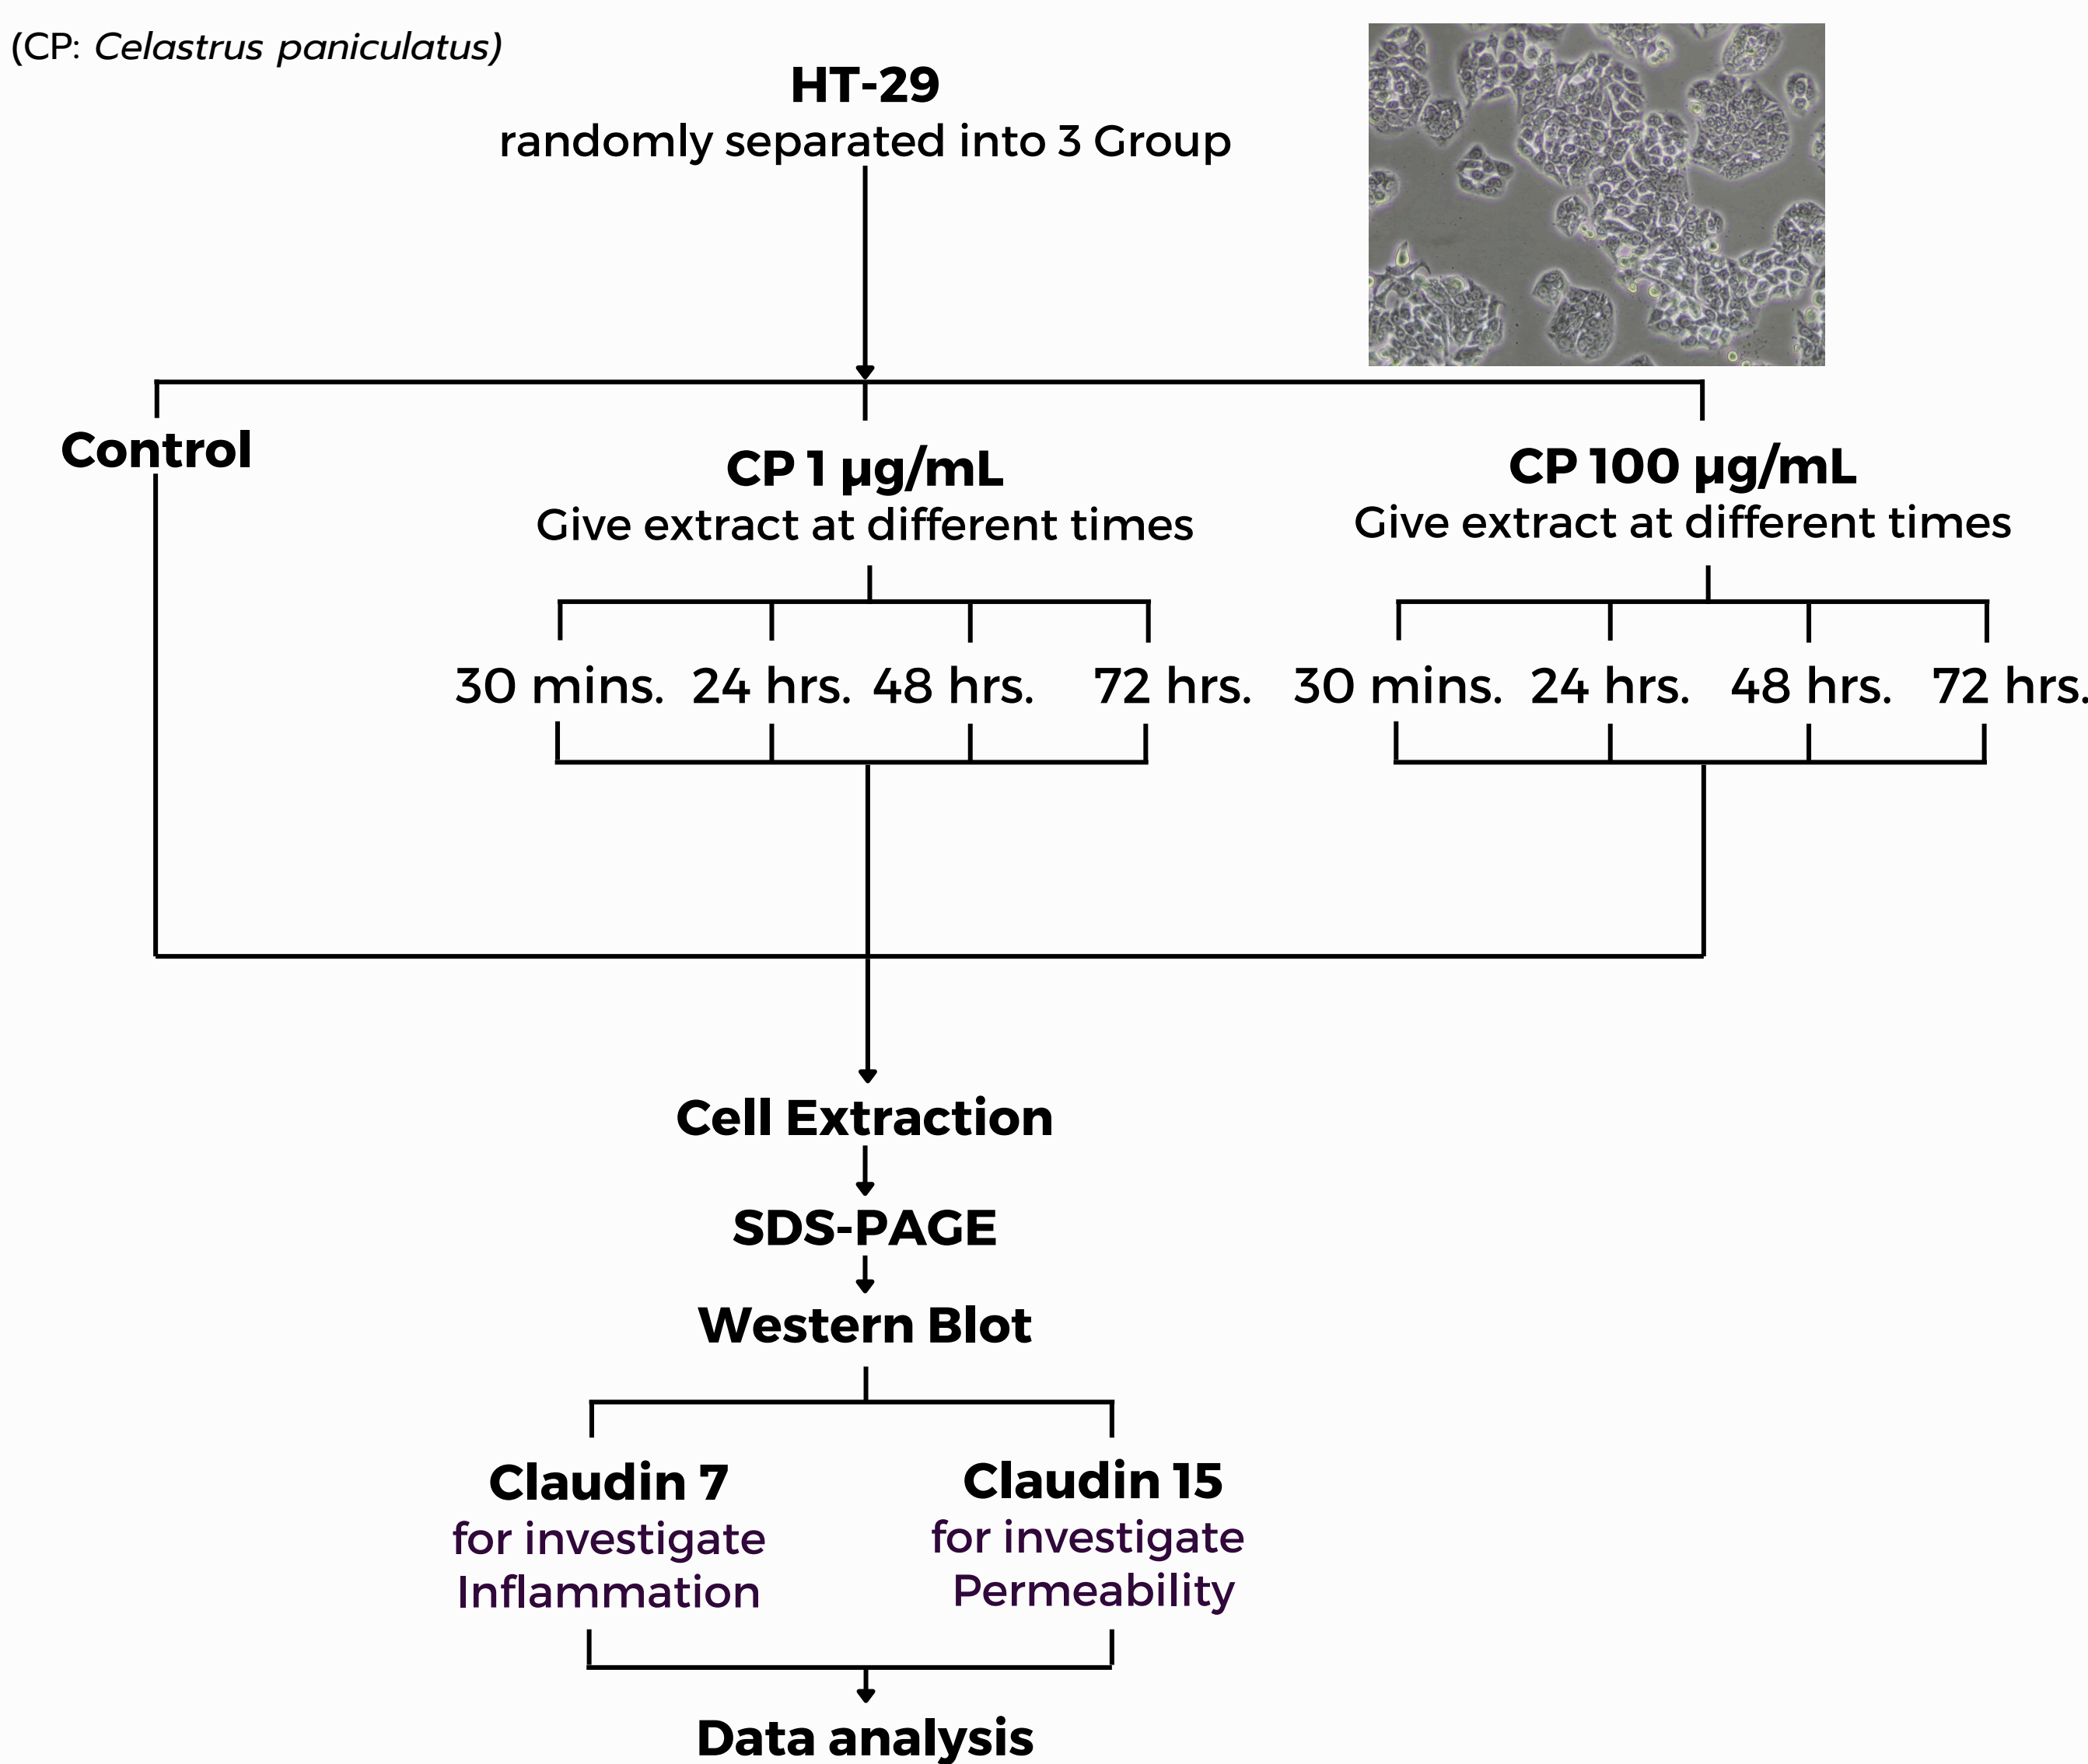 (CP: Celastrus paniculatus)
HT-29
randomly separated into 3 Group
Control
CP 1 µg/mL
Give extract at different times
30 mins. 24 hrs. 48 hrs. 72 hrs.
CP 100 µg/mL
Give extract at different times
30 mins. 24 hrs. 48 hrs. 72 hrs.
Cell Extraction
SDS-PAGE
Western Blot
Claudin 7
for investigate
Inflammation
Claudin 15
for investigate
Permeability
Data analysis